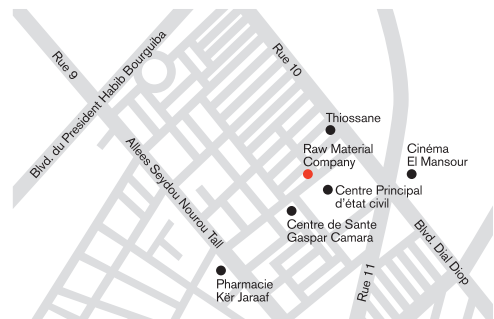 Rue 9
Blvd. du President Habib Bourguiba
Rue 10
Thiossane
Raw Material
Company
Cinéma
El Mansour
Allees Seydou Nourou Tall
Centre Principal
d'état civil
Centre de Sante
Gaspar Camara
Blvd. Dial Diop
Pharmacie
Kër Jaraaf
Rue 11